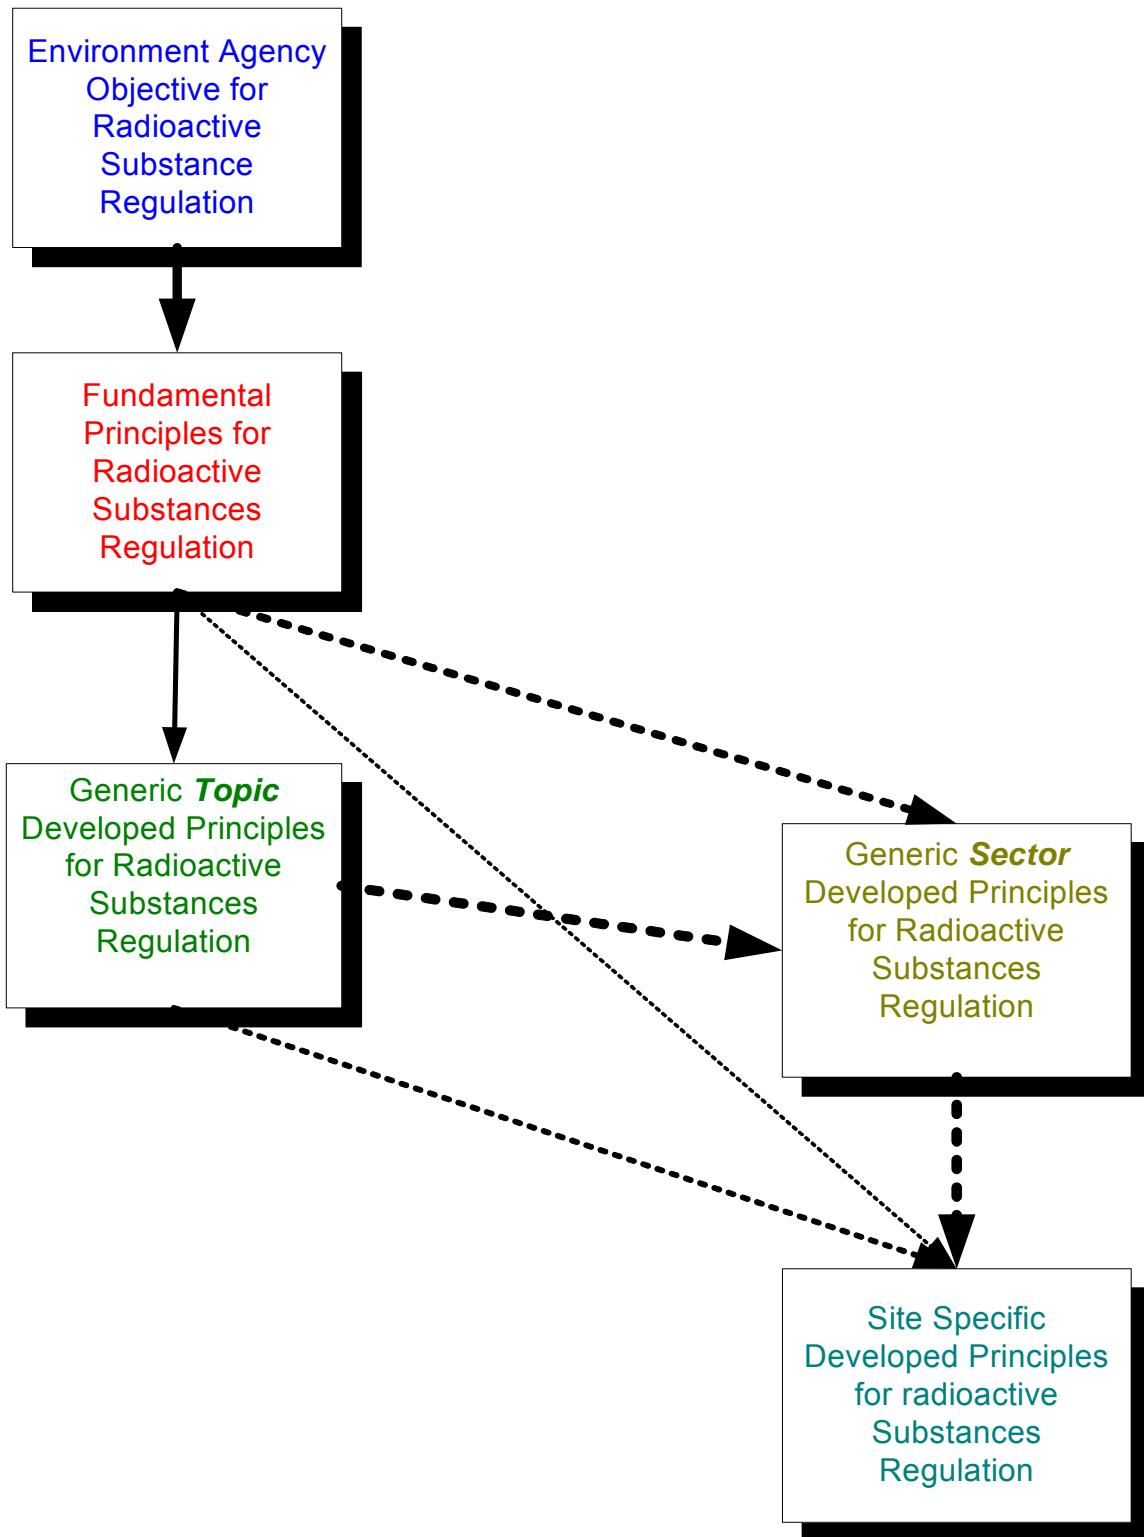 Environment Agency
Objective for
Radioactive
Substance
Regulation
Fundamental
Principles for
Radioactive
Substances
Regulation
Generic Topic
Developed Principles
for Radioactive
Substances
Regulation
Generic Sector
Developed Principles
for Radioactive
Substances
Regulation
Site Specific
Developed Principles
for radioactive
Substances
Regulation